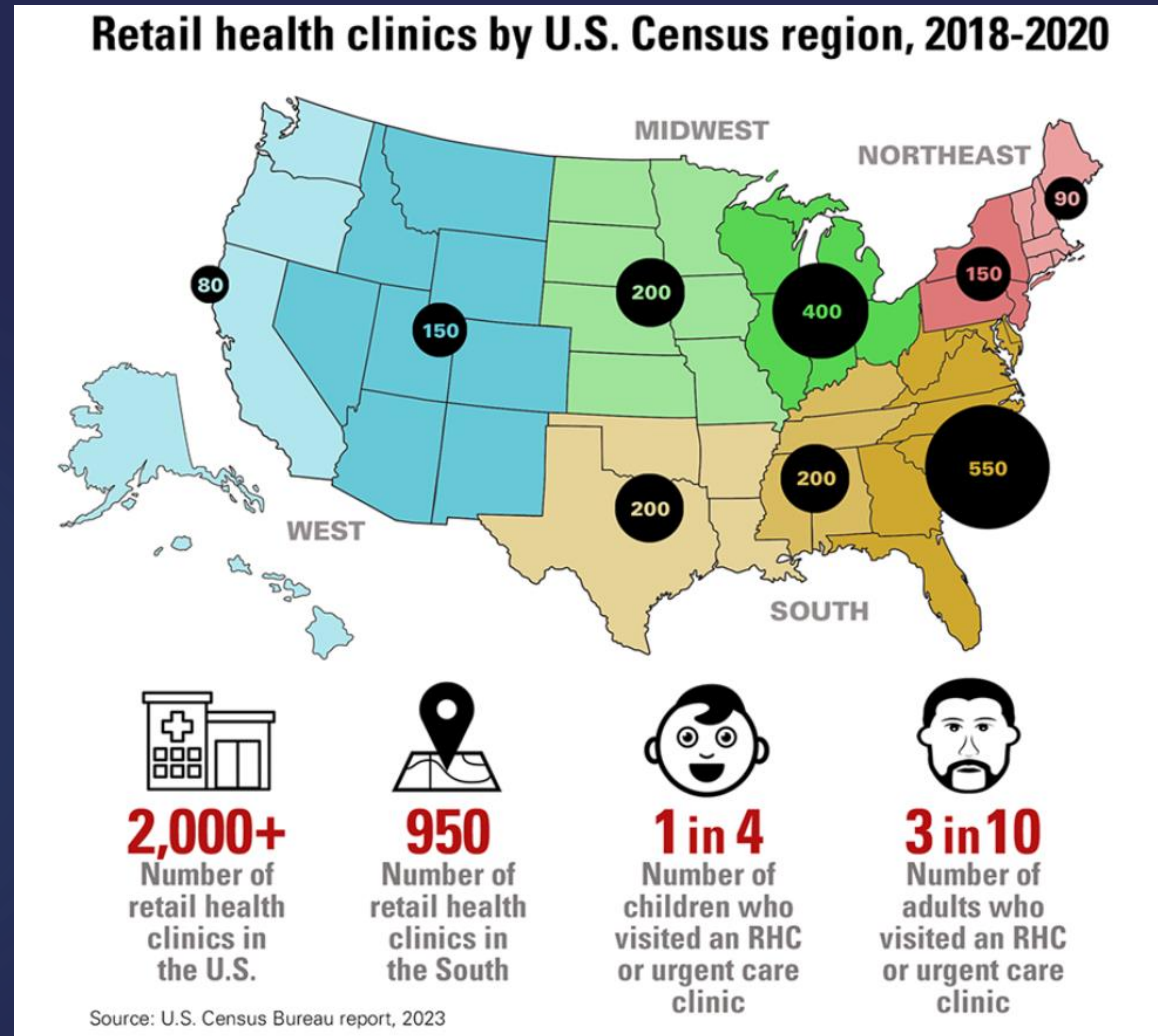 Retail health clinics by U.S. Census region, 2018-2020
MIDWEST
NORTHEAST
90
150
80
200
400
150
550
200
200
WEST
SOUTH
2,000+
Number of
retail health
clinics in
the U.S.
950
Number of
retail health
clinics in
the South
1 in 4
Number of
children who
visited an RHC
or urgent care
clinic
3 in 10
Number of
adults who
visited an RHC
or urgent care
clinic
Source: U.S. Census Bureau report, 2023